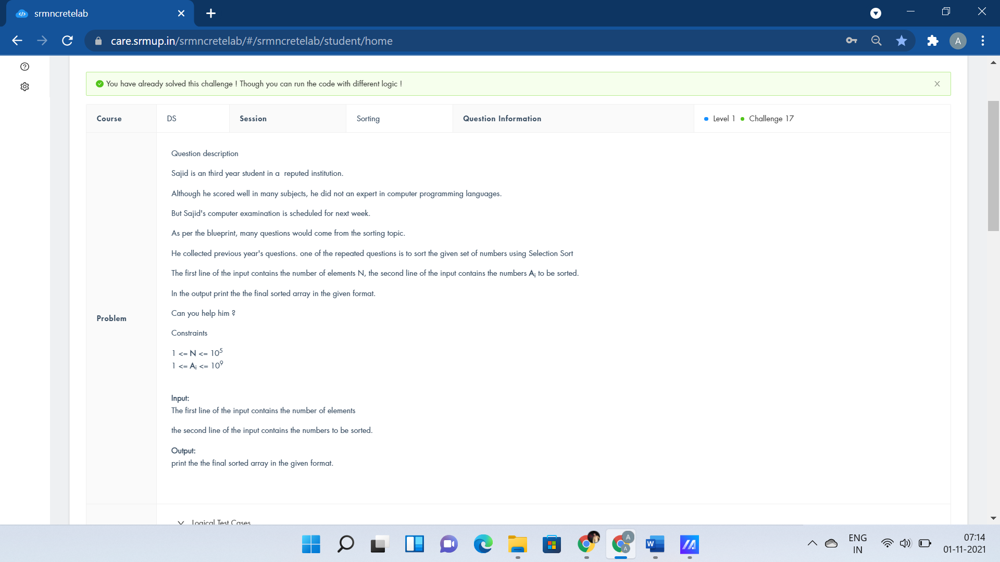 srmncretelab
care.srmup.in/srmncretelab/#/srmncretelab/student/home
A
You have already solved this challenge ! Though you can run the code with different logic !
Course DS Session Sorting Question Information Level 1 Challenge 17
Question description
Sajid is an third year student in a reputed institution.
Although he scored well in many subjects, he did not an expert in computer programming languages.
But Sajid's computer examination is scheduled for next week.
As per the blueprint, many questions would come from the sorting topic.
He collected previous year's questions. one of the repeated questions is to sort the given set of numbers using Selection Sort
The first line of the input contains the number of elements N, the second line of the input contains the numbers Ai to be sorted.
In the output print the the final sorted array in the given format.
Can you help him ?
Problem
Constraints
1 <= N <= 10^5
1 <= Ai <= 10^9
Input:
The first line of the input contains the number of elements
the second line of the input contains the numbers to be sorted.
Output:
print the the final sorted array in the given format.
Logical Test Cases
A
A
W
ENG
IN
07:14
01-11-2021